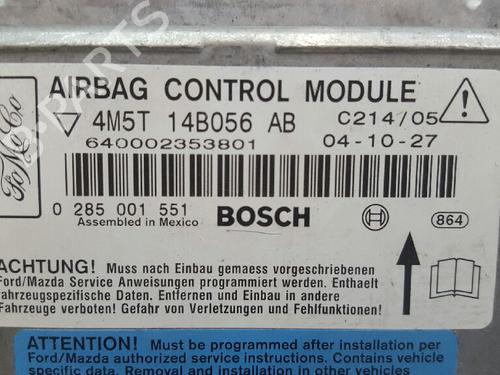 AIRBAG CONTROL MODULE
FoMoCo
4M5T 14B056 AB C214/05
640002353801 04-10-27
0 285 001 551 BOSCH 864
Assembled in Mexico
ACHTUNG! Muss nach Einbau gemaess vorgeschriebenen
Ford/Mazda Service Anweisungen programmiert werden. Enthaelt
fahrzeugspezifische Daten. Entfernen und Einbau in andere
Fahrzeuge verboten! Gefahr von Verletzungen und Fehlfunktionen!
ATTENTION! Must be programmed after installation per
Ford/Mazda authorized service instructions. Contains vehicle
specific data. Removal and installation in other vehicles